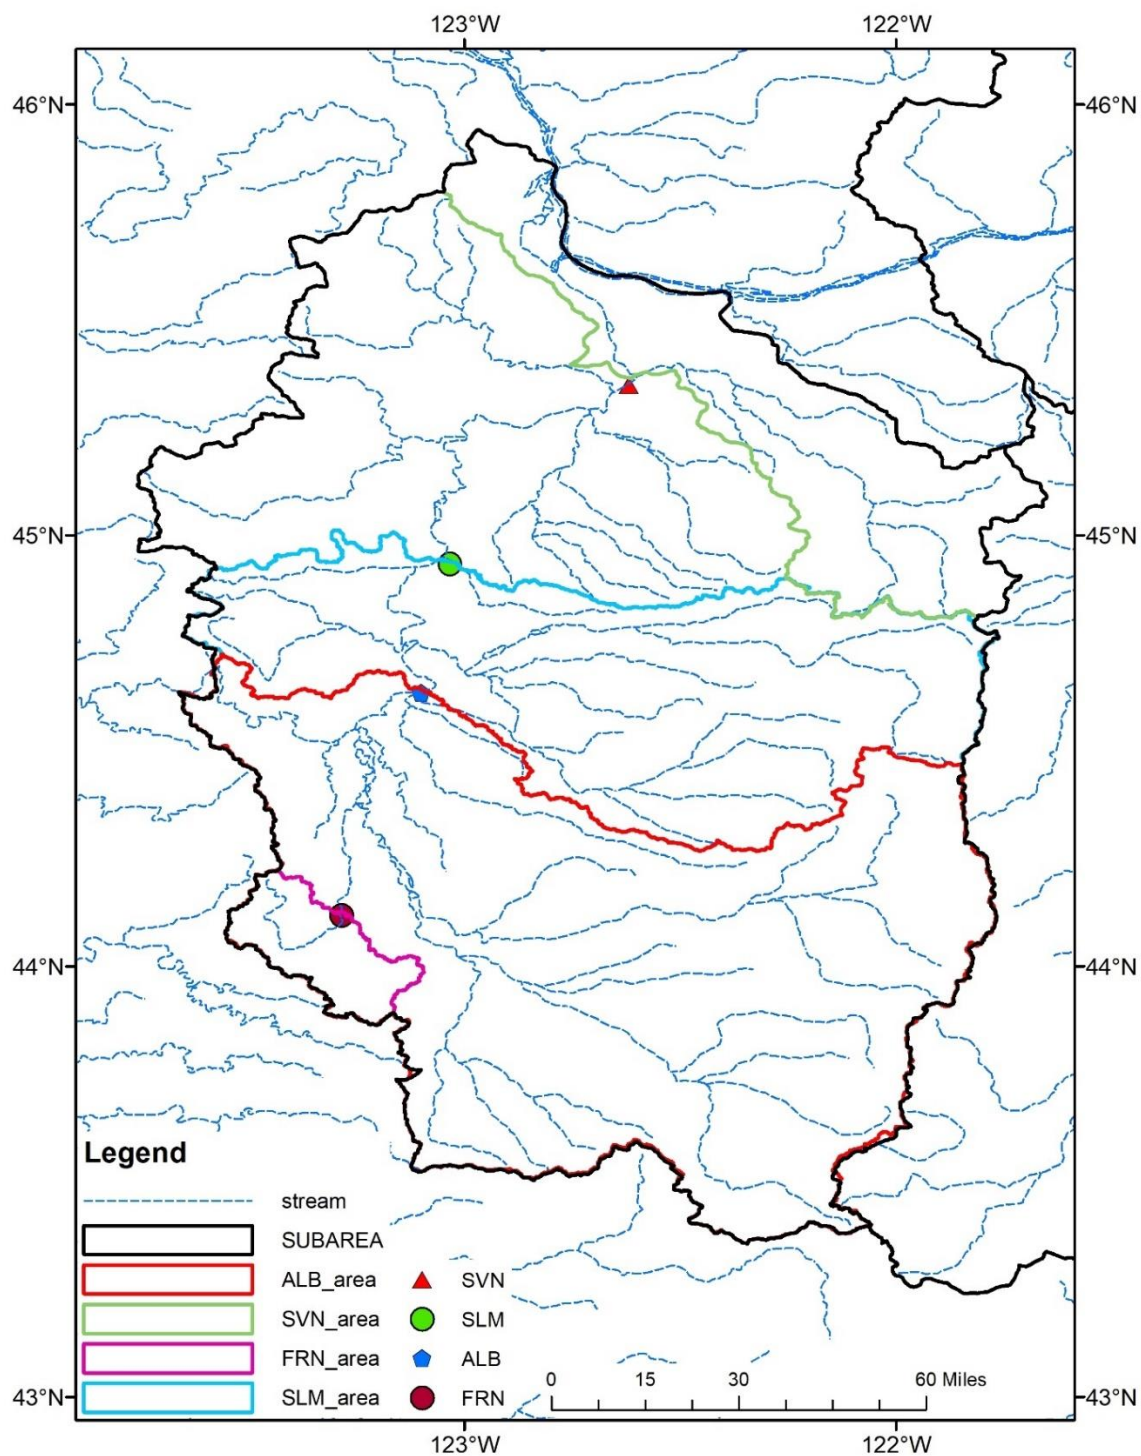 123°W 122°W
46°N 46°N
45°N 45°N
44°N 44°N
Legend
stream
SUBAREA
ALB_area SVN
SVN_area SLM
FRN_area ALB
0 15 30 60 Miles
SLM_area FRN
43°N 43°N
123°W 122°W